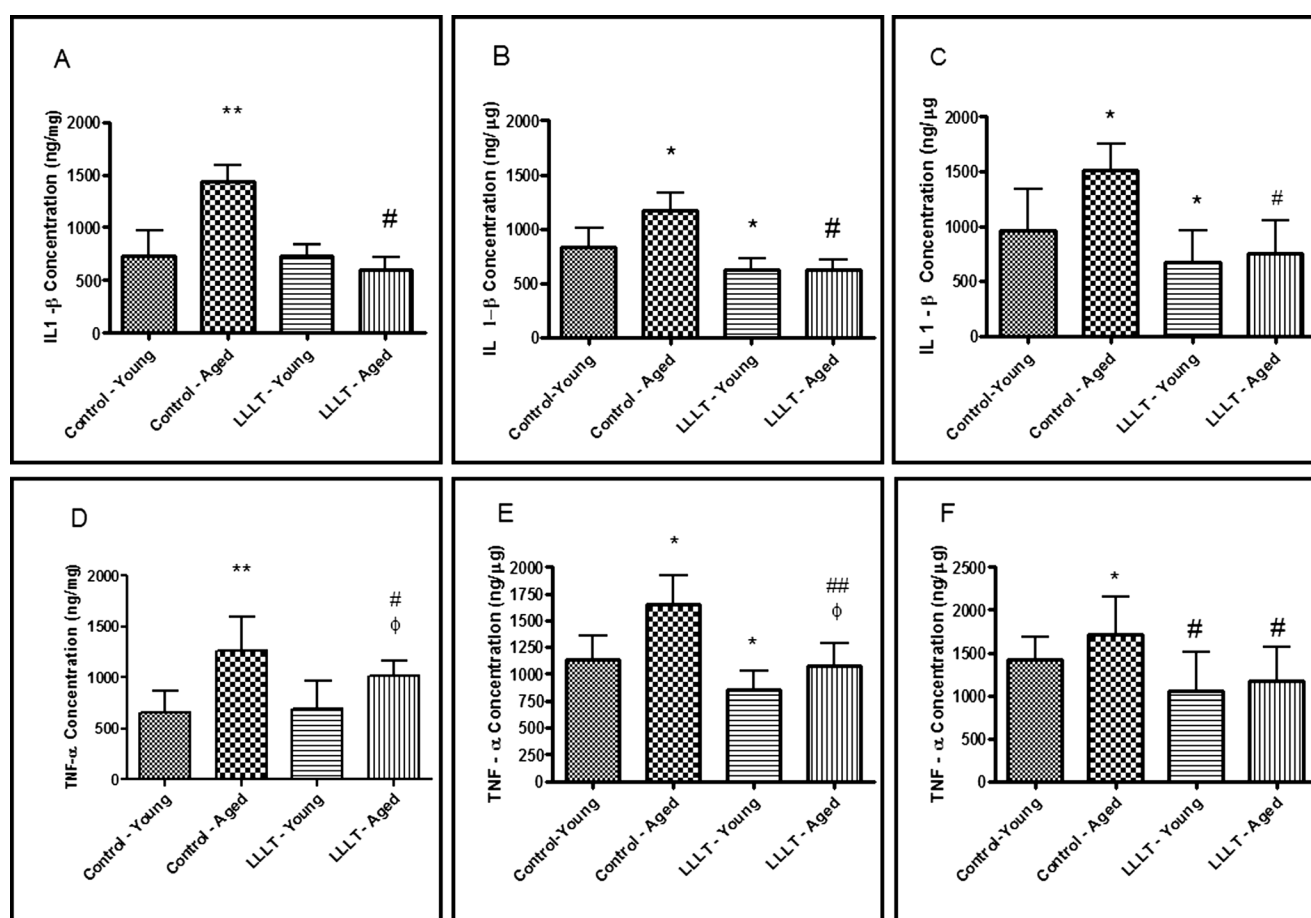 A
**
#
IL1 -β Concentration (ng/mg)
2000
1500
1000
500
0
Control - Young
Control - Aged
LLLT - Young
LLLT - Aged
B
*
*
#
IL 1-β Concentration (ng/µg)
2000
1500
1000
500
0
Control - Young
Control - Aged
LLLT - Young
LLLT - Aged
C
*
*
#
IL 1 - β Concentration (ng/µg
2000
1500
1000
500
0
Control-Young
Control - Aged
LLLT - Young
LLLT - Aged
D
**
#
ϕ
TNF-α Concentration (ng/mg)
2000
1500
1000
500
0
Control - Young
Control - Aged
LLLT - Young
LLLT - Aged
E
*
*
##
ϕ
TNF - α Concentration (ng/µg)
2000
1750
1500
1250
1000
750
500
250
0
Control-Young
Control - Aged
LLLT - Young
LLLT - Aged
F
*
#
#
TNF - α Concentration (ng/µg)
2500
2000
1500
1000
500
0
Control-Young
Control - Aged
LLLT - Young
LLLT - Aged